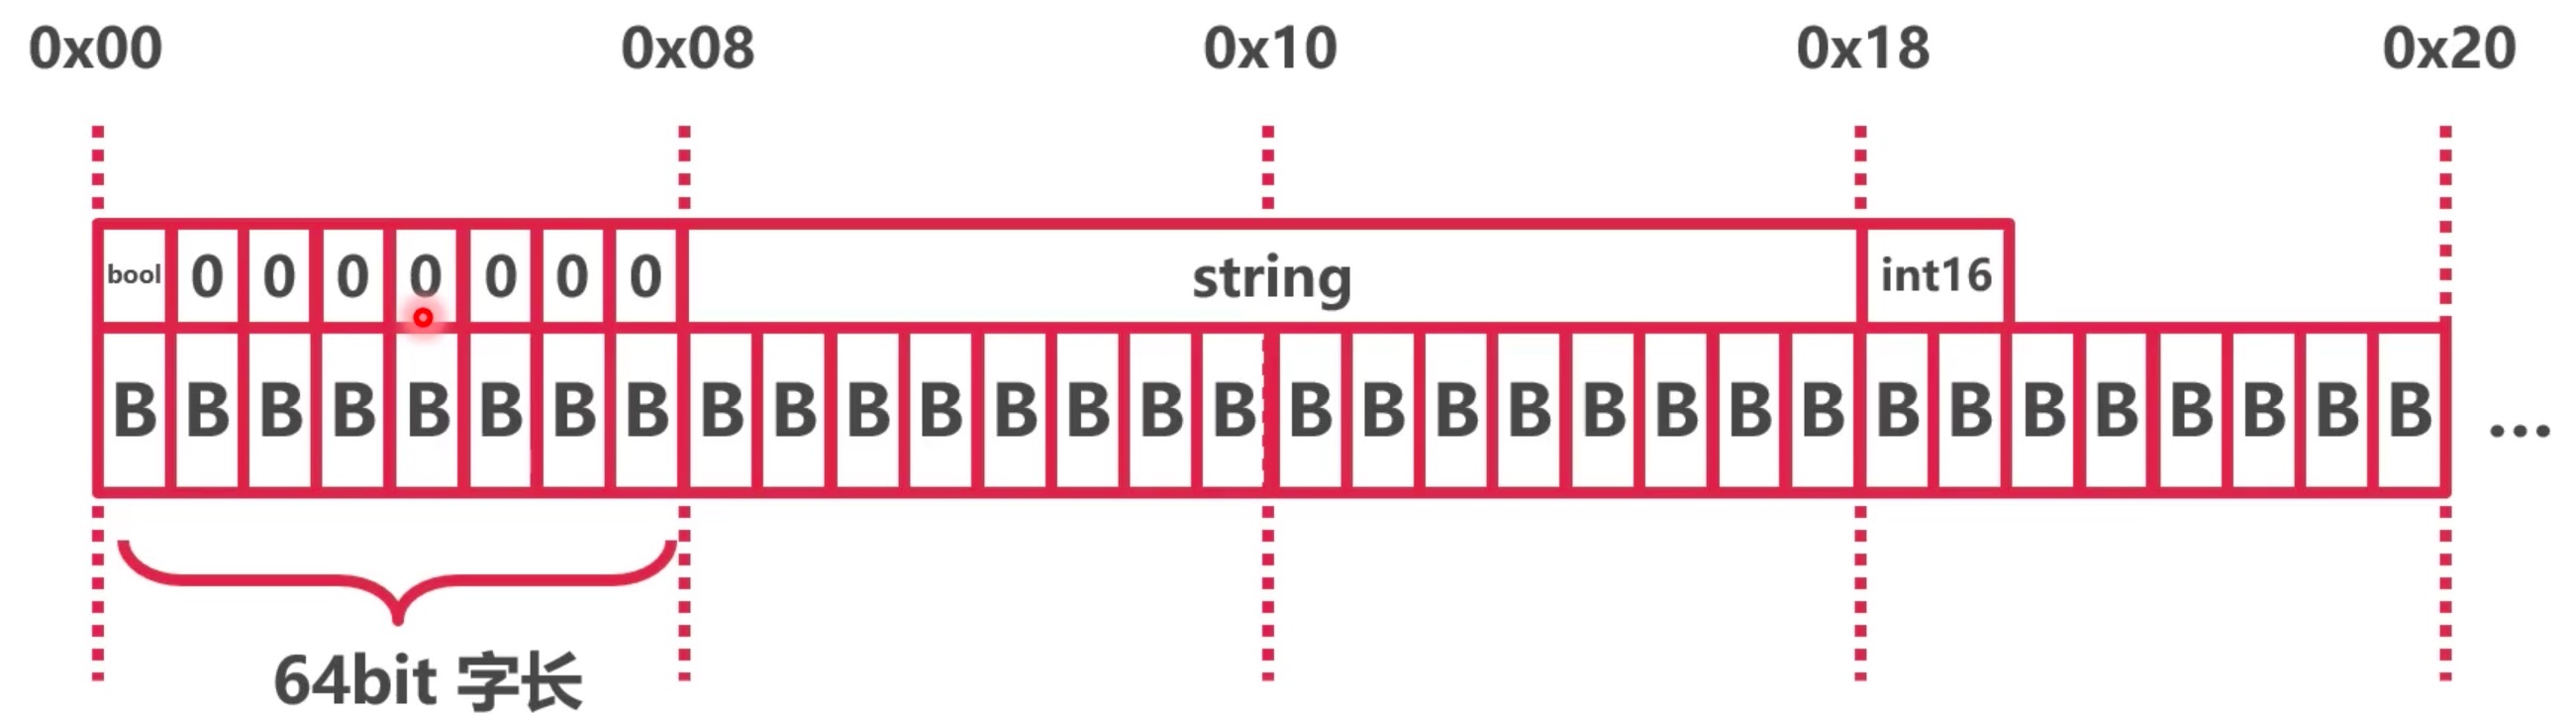 0x00 0x08 0x10 0x18 0x20
bool 0 0 0 0 0 0 0 string int16
B B B B B B B B B B B B B B B B B B B B B B B B B B B B B B B B ...
64bit 字长